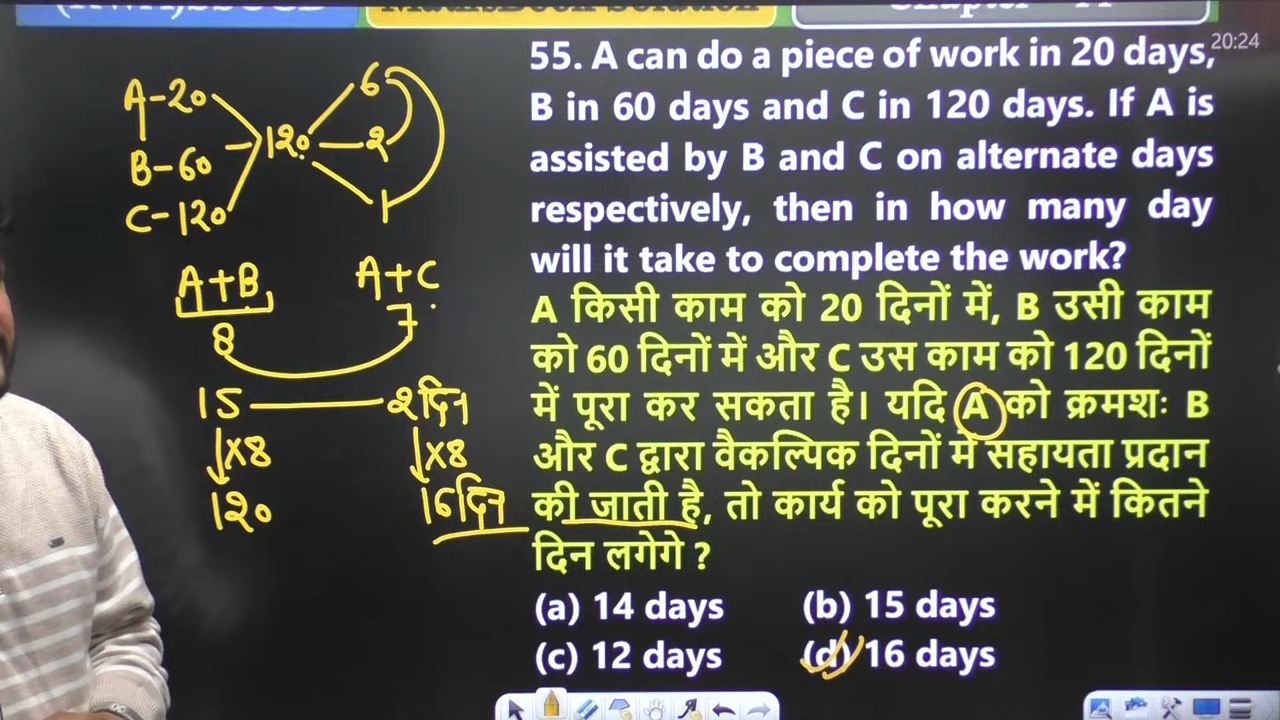 20:24
55. A can do a piece of work in 20 days,
B in 60 days and C in 120 days. If A is
assisted by B and C on alternate days
respectively, then in how many day
will it take to complete the work?
A किसी काम को 20 दिनों में, B उसी काम
को 60 दिनों में और C उस काम को 120 दिनों
में पूरा कर सकता है। यदि A को क्रमशः B
और C द्वारा वैकल्पिक दिनों में सहायता प्रदान
की जाती है, तो कार्य को पूरा करने में कितने
दिन लगेगे ?
(a) 14 days (b) 15 days
(c) 12 days (d) 16 days
A-20 6
B-60 120 2
C-120 1
A+B A+C
8 7
15 2दिन
×8 ×8
120 16दिन